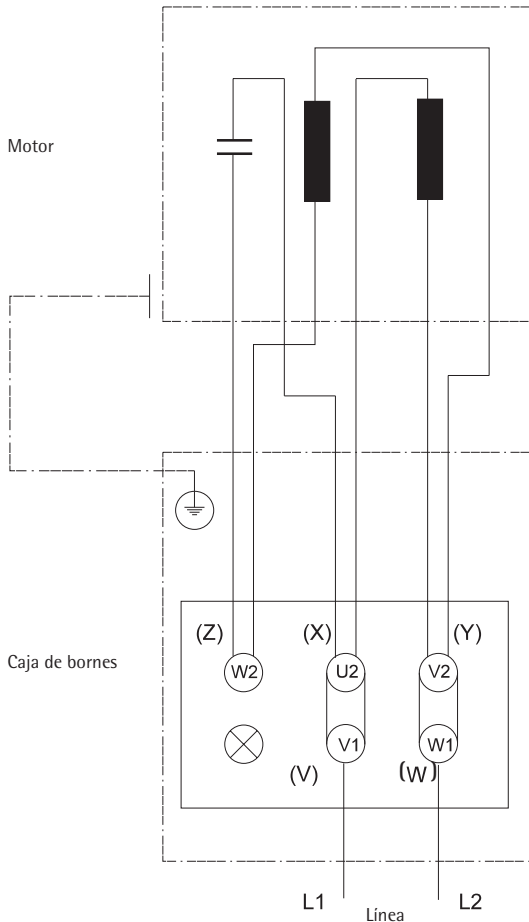 Motor
(Z) (X) (Y)
W2 U2 V2
Caja de bornes
V1 W1
(V) (W)
L1 L2
Línea